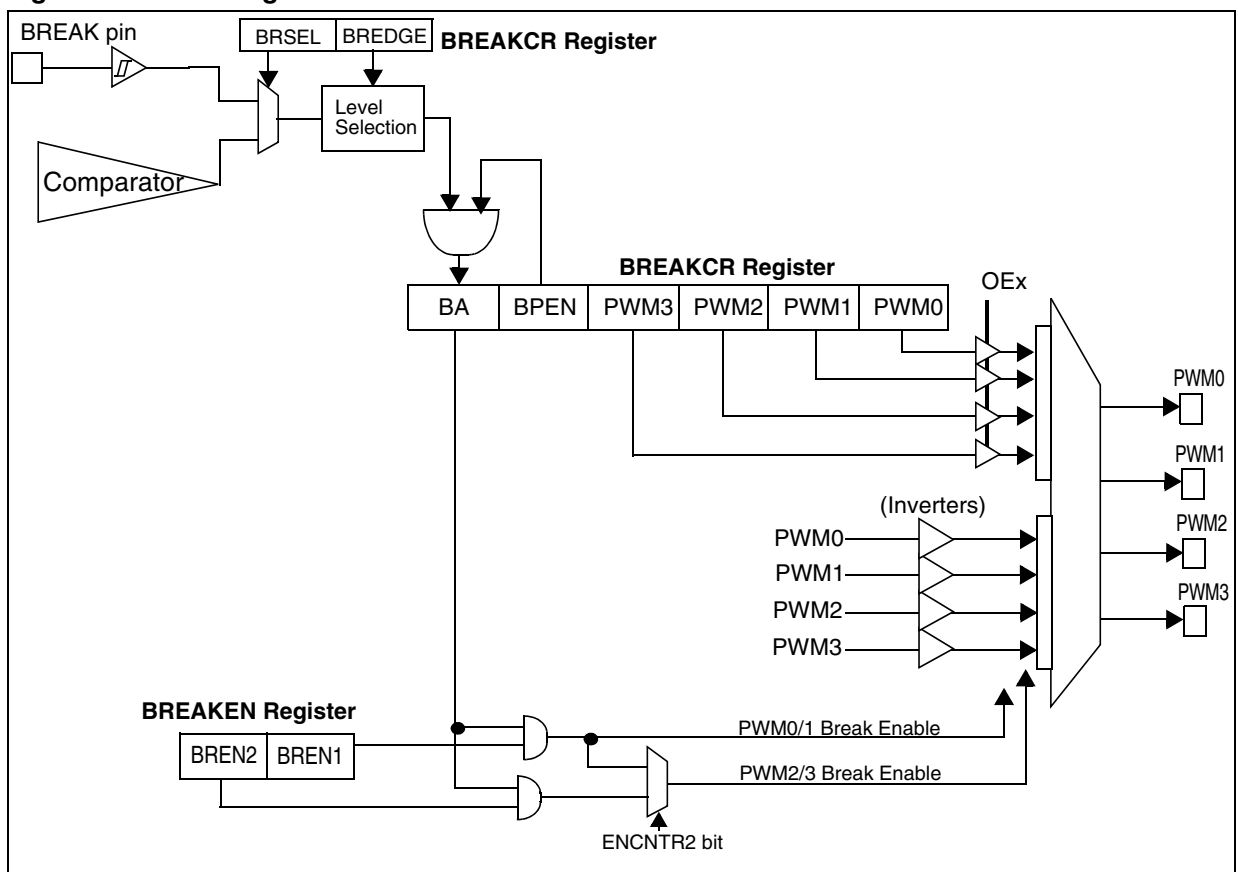 BREAK pin
BRSEL BREDGE BREAKCR Register
Level
Selection
Comparator
BREAKCR Register
OEx
BA BPEN PWM3 PWM2 PWM1 PWM0
PWM0
PWM1
PWM2
PWM3
(Inverters)
PWM0
PWM1
PWM2
PWM3
BREAKEN Register
BREN2 BREN1
PWM0/1 Break Enable
PWM2/3 Break Enable
ENCNTR2 bit